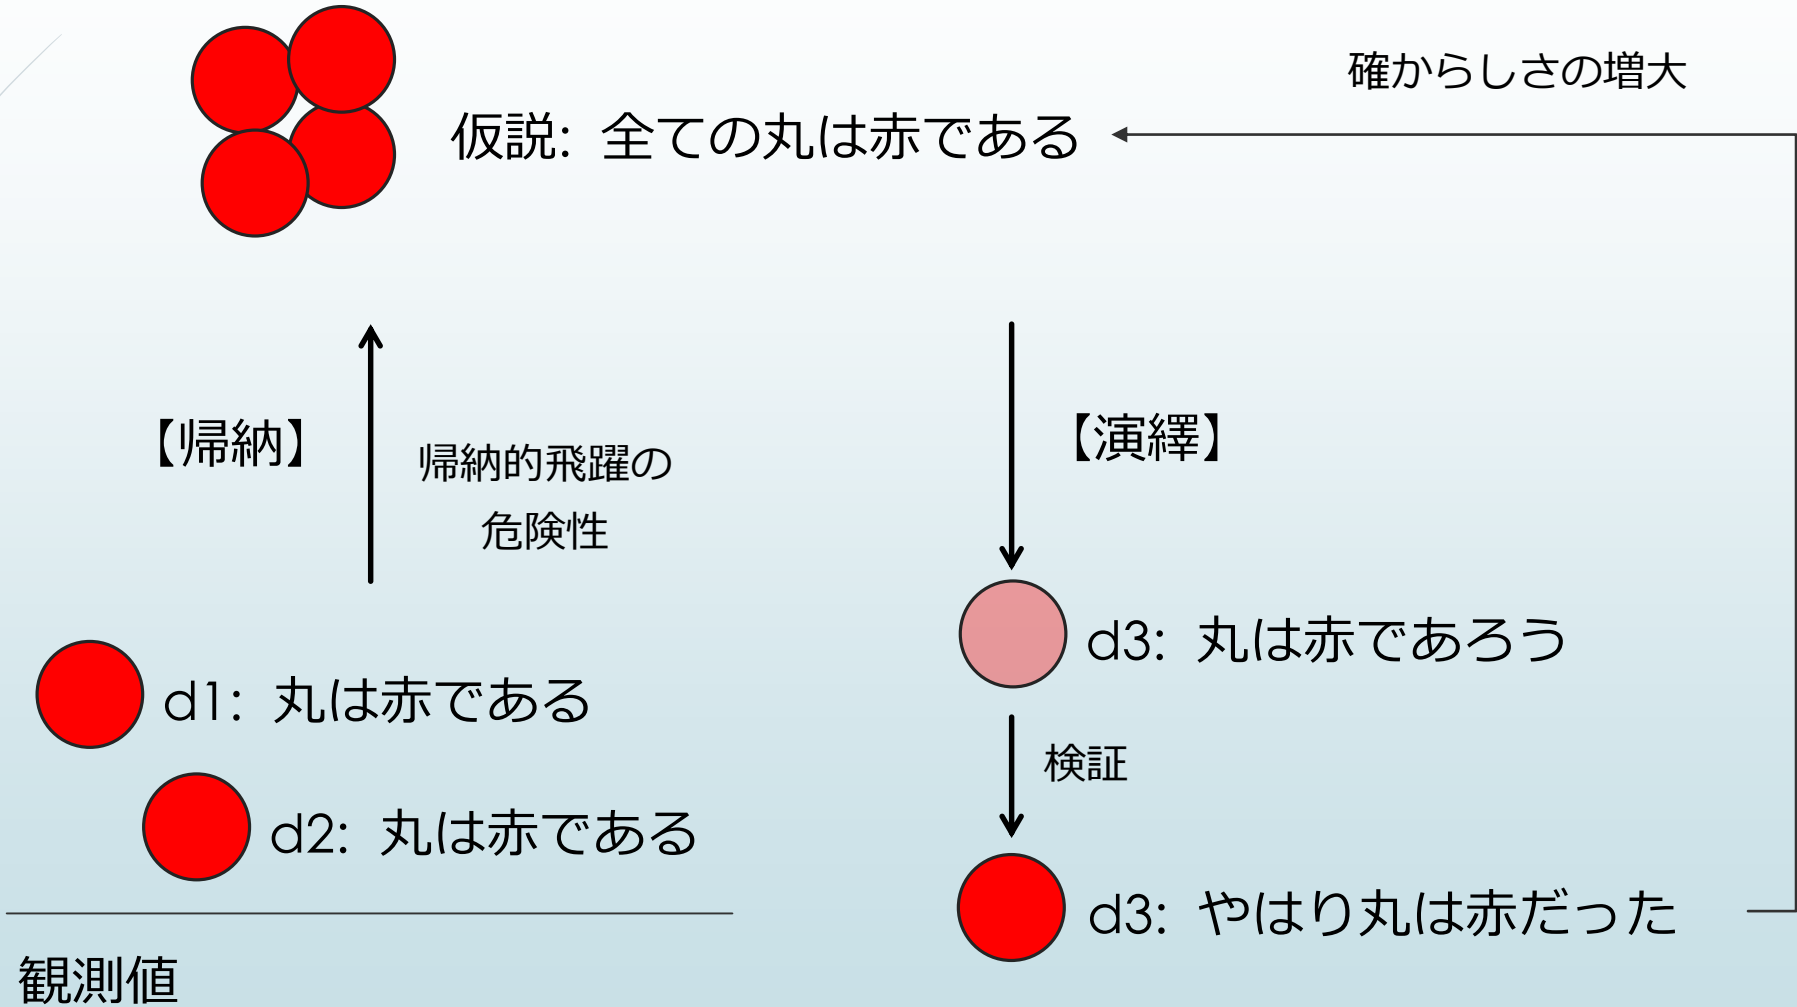 確からしさの増大
仮説: 全ての丸は赤である
【帰納】
帰納的飛躍の
危険性
【演繹】
d1: 丸は赤である
d2: 丸は赤である
観測値
d3: 丸は赤であろう
検証
d3: やはり丸は赤だった